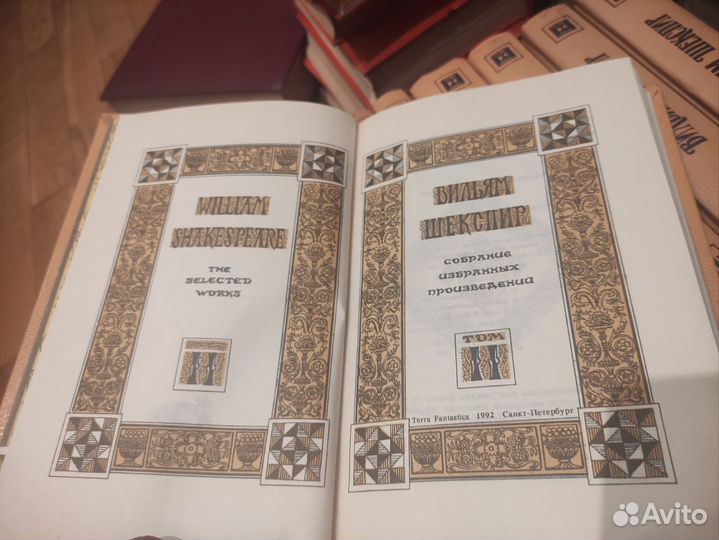 WILLIAM
SHAKESPEARE
THE
SELECTED
WORKS
II
ВИЛЬЯМ
ШЕКСПИР
СОБРАНИЕ
ИЗБРАННЫХ
ПРОИЗВЕДЕНИЙ
ТОМ
II
Terra Fantastica 1992 Санкт-Петербург
ШЕКСПИР
Avito